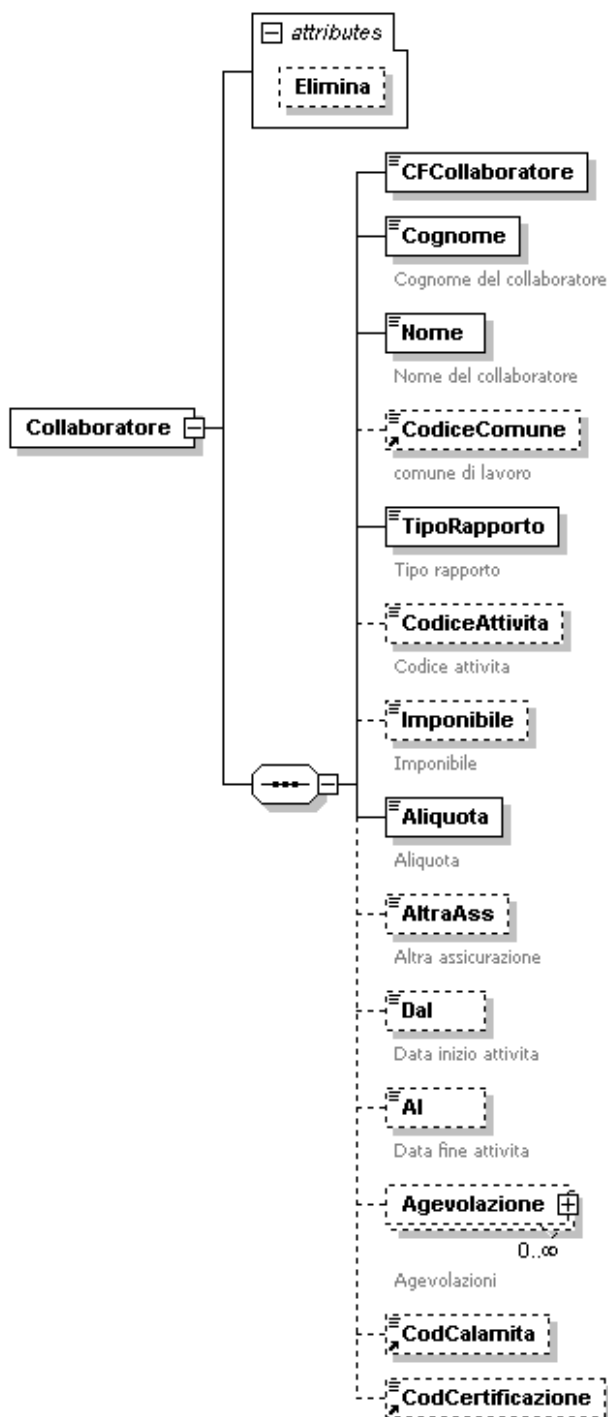 attributes
Elimina
CFCollaboratore
Cognome
Cognome del collaboratore
Nome
Nome del collaboratore
Collaboratore
CodiceComune
comune di lavoro
TipoRapporto
Tipo rapporto
CodiceAttivita
Codice attivita
Imponibile
Imponibile
Aliquota
Aliquota
AltraAss
Altra assicurazione
Dal
Data inizio attivita
Al
Data fine attivita
Agevolazione
0..∞
Agevolazioni
CodCalamita
CodCertificazione